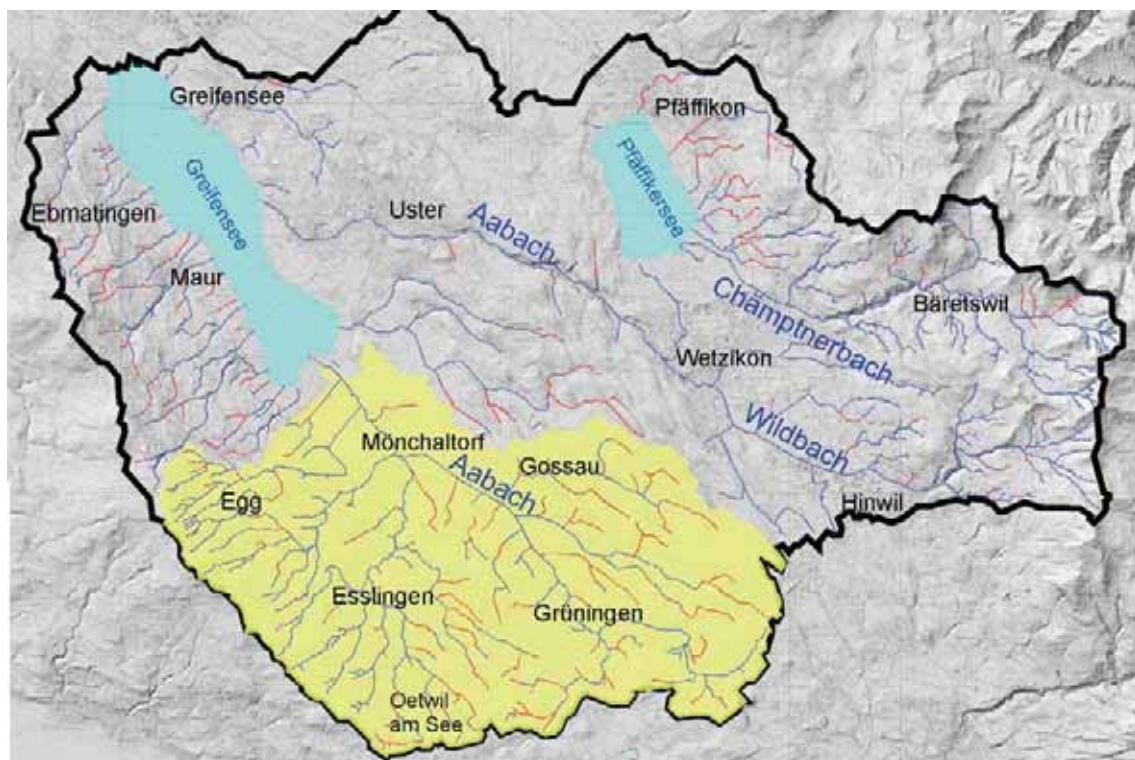 Greifensee
Pfäffikon
Greifensee
Pfäffikersee
Ebmatingen
Uster
Aabach
Maur
Chämptnerbach
Bäretswil
Wetzikon
Wildbach
Mönchaltorf
Aabach
Gossau
Egg
Hinwil
Esslingen
Grüningen
Oetwil
am See